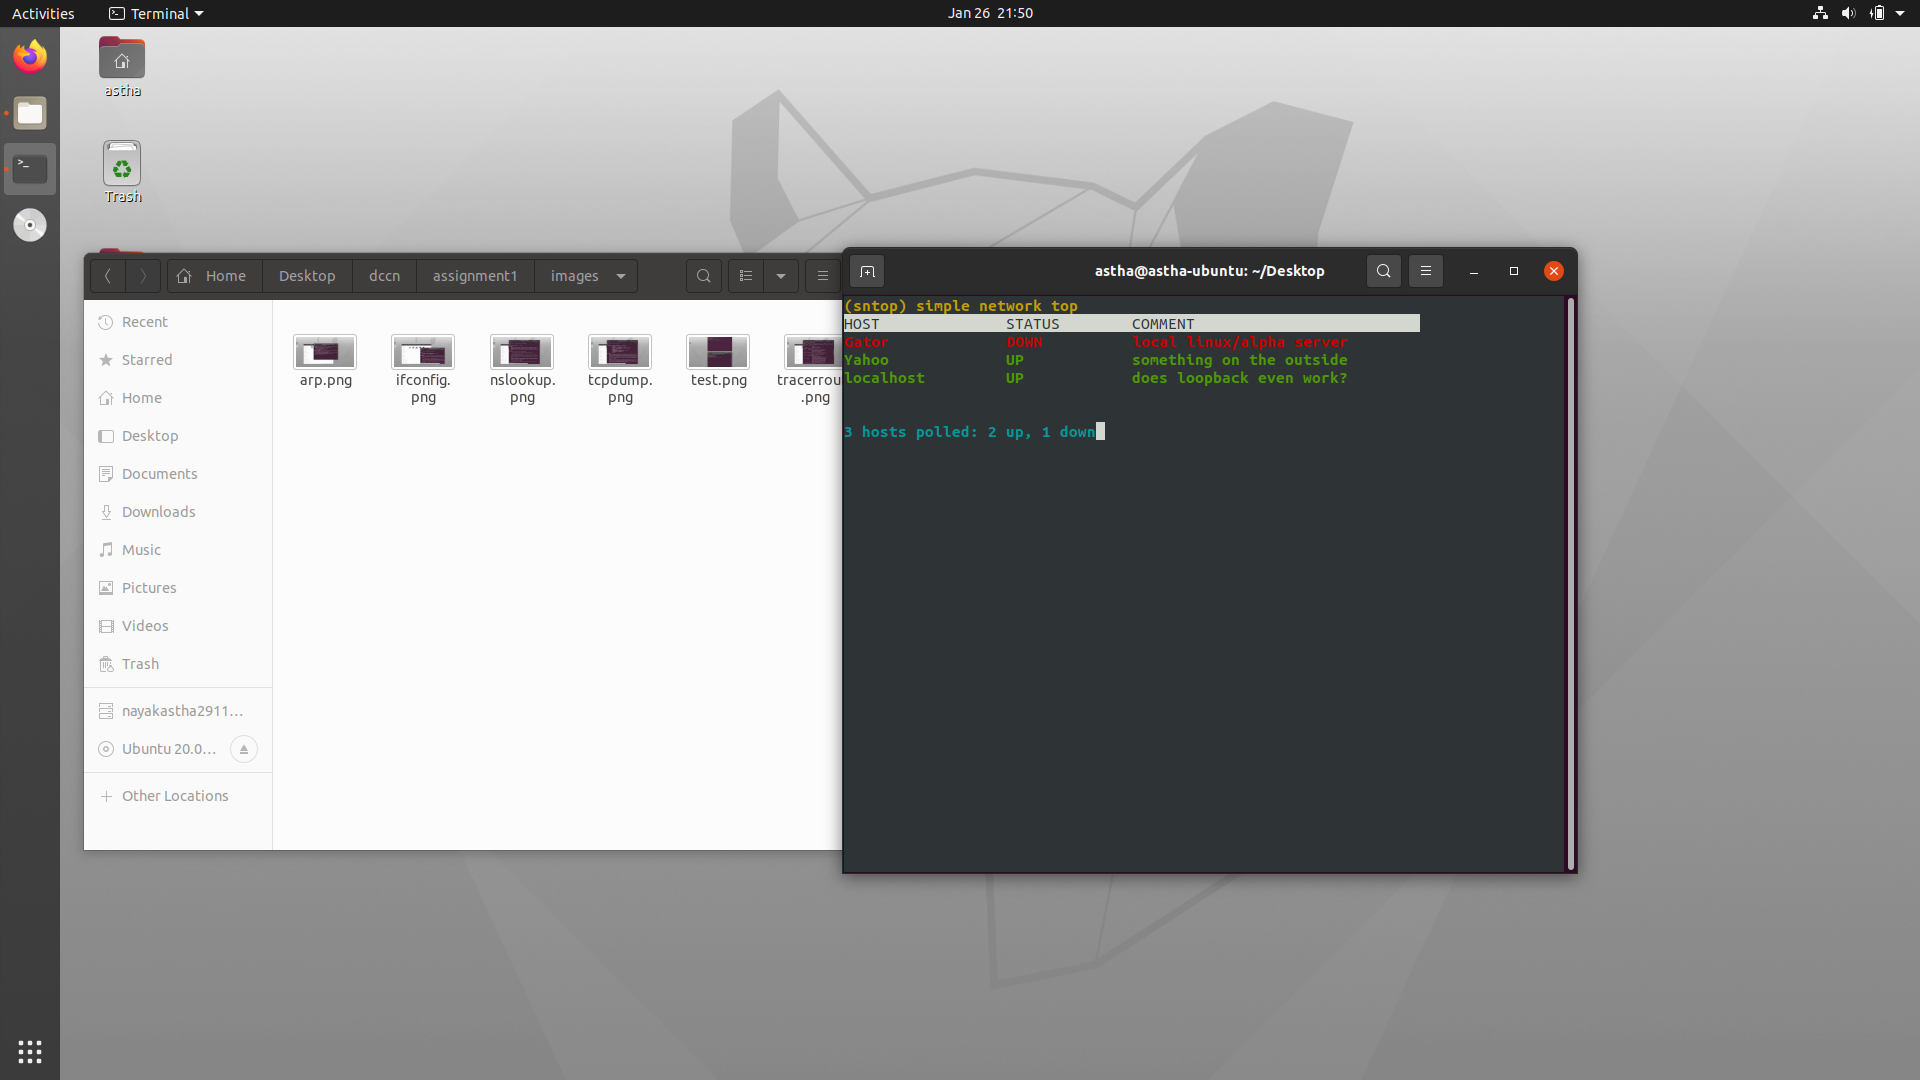 Activities
Terminal
Jan 26 21:50
astha
Trash
Home
Desktop
dccn
assignment1
images
Recent
Starred
Home
Desktop
Documents
Downloads
Music
Pictures
Videos
Trash
nayakastha2911…
Ubuntu 20.0…
Other Locations
arp.png
ifconfig.
png
nslookup.
png
tcpdump.
png
test.png
tracerrou
.png
astha@astha-ubuntu: ~/Desktop
(sntop) simple network top
HOST STATUS COMMENT
Gator DOWN local linux/alpha server
Yahoo UP something on the outside
localhost UP does loopback even work?
3 hosts polled: 2 up, 1 down